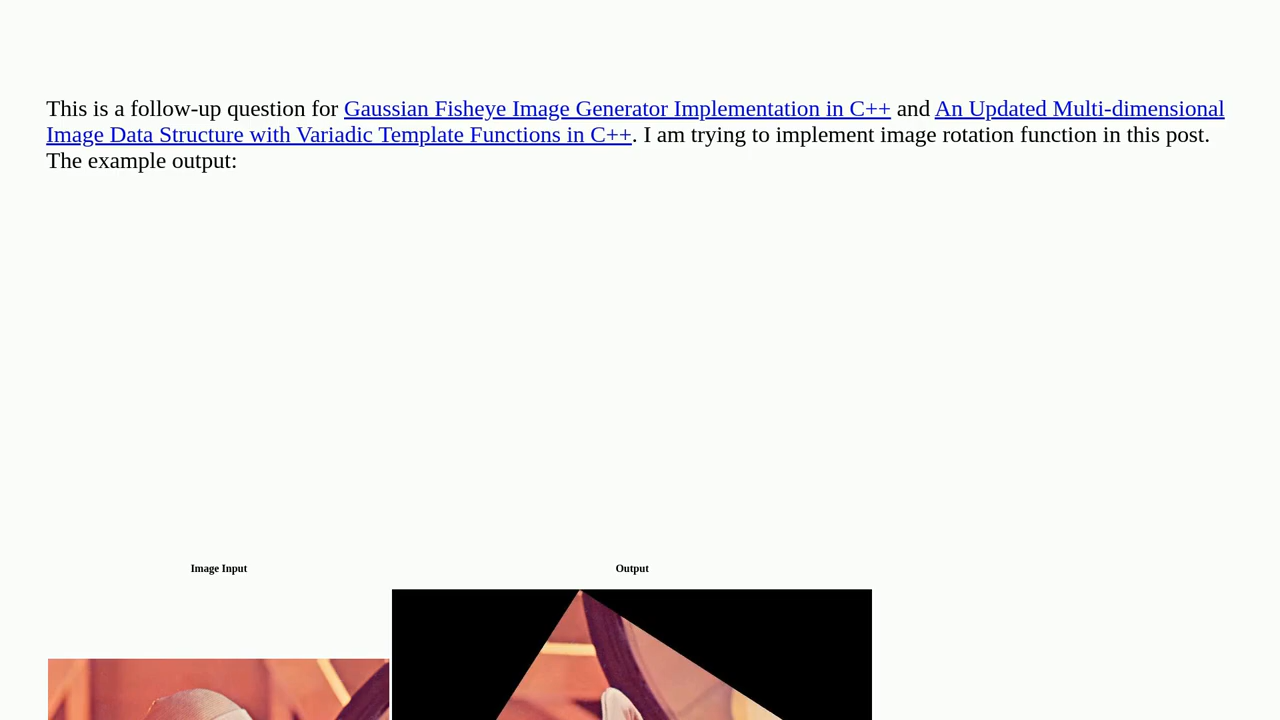 This is a follow-up question for Gaussian Fisheye Image Generator Implementation in C++ and An Updated Multi-dimensional
Image Data Structure with Variadic Template Functions in C++. I am trying to implement image rotation function in this post.
The example output:
Image Input
Output